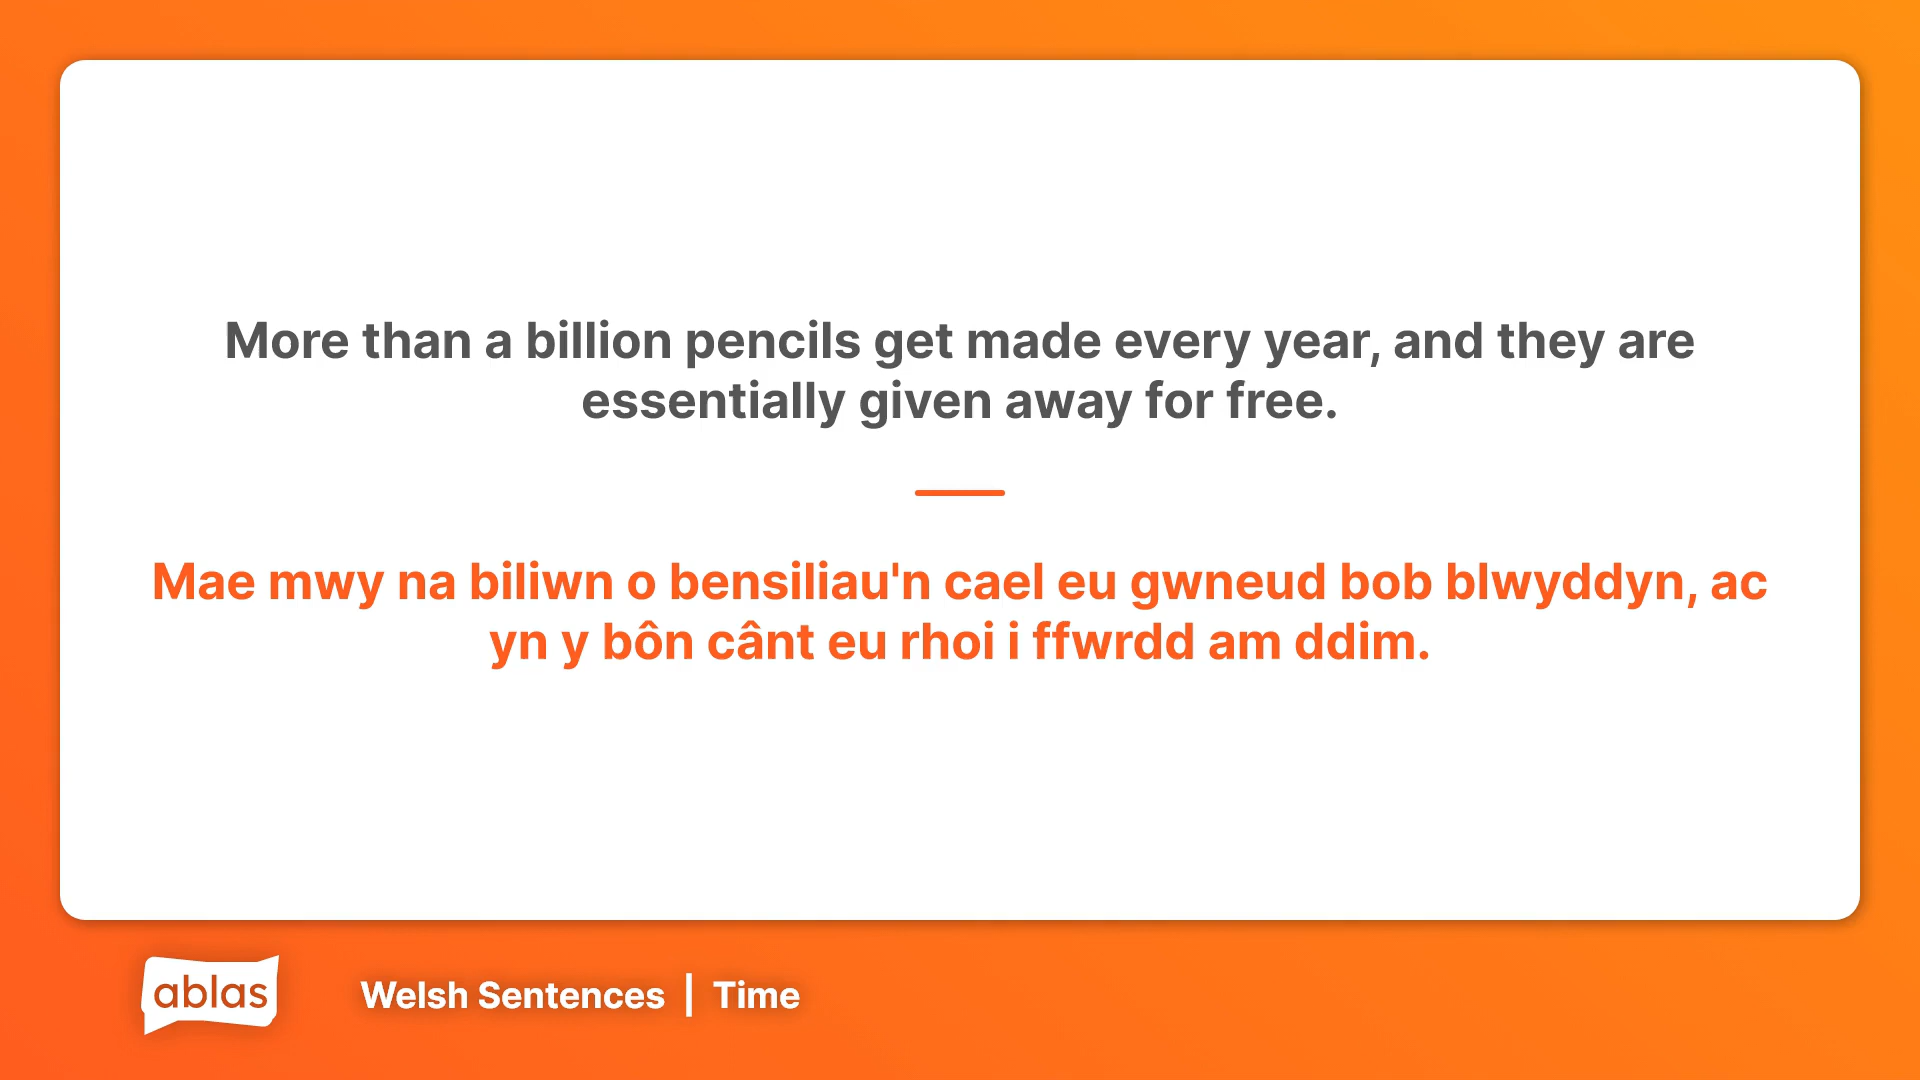 More than a billion pencils get made every year, and they are
essentially given away for free.
Mae mwy na biliwn o bensiliau'n cael eu gwneud bob blwyddyn, ac
yn y bôn cânt eu rhoi i ffwrdd am ddim.
ablas
Welsh Sentences | Time